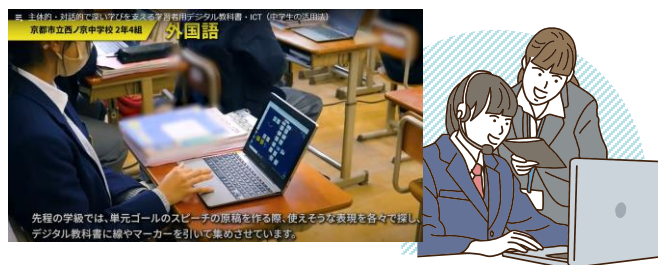 主体的・対話的で深い学びを支える学習者用デジタル教科書・ICT（中学生の活用法）
京都市立西ノ京中学校 2年4組
外国語
先程の学級では、単元ゴールのスピーチの原稿を作る際、使えそうな表現を各々で探し、
デジタル教科書に線やマーカーを引いて集めさせています。